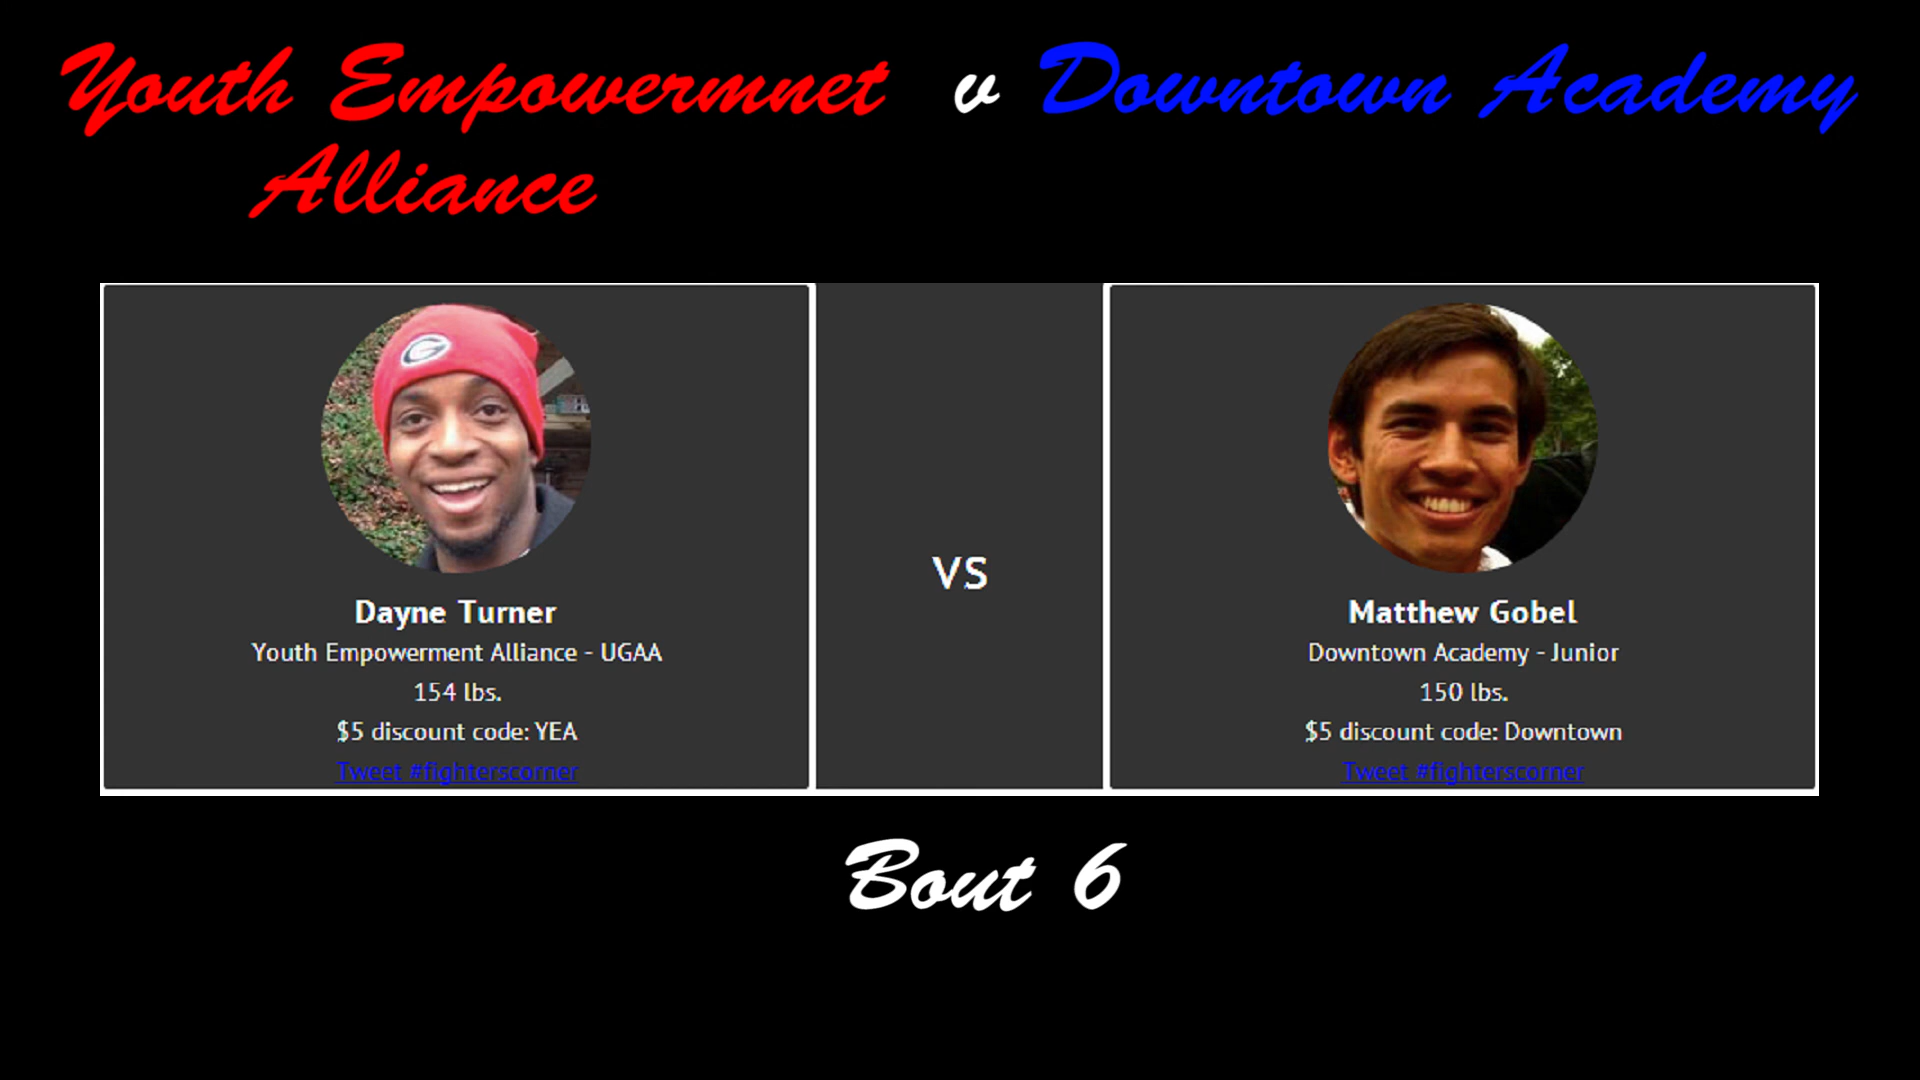 Youth Empowermnet v Downtown Academy
Alliance
G
Dayne Turner
Youth Empowerment Alliance - UGAA
154 lbs.
$5 discount code: YEA
Tweet #fighterscorner
VS
Matthew Gobel
Downtown Academy - Junior
150 lbs.
$5 discount code: Downtown
Tweet #fighterscorner
Bout 6